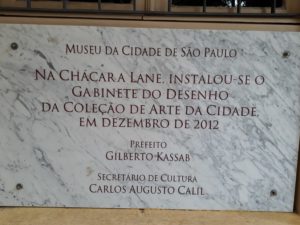 MUSEU DA CIDADE DE SÃO PAULO
NA CHÁCARA LANE, INSTALOU-SE O
GABINETE DO DESENHO
DA COLEÇÃO DE ARTE DA CIDADE,
EM DEZEMBRO DE 2012
PREFEITO
GILBERTO KASSAB
SECRETÁRIO DE CULTURA
CARLOS AUGUSTO CALIL